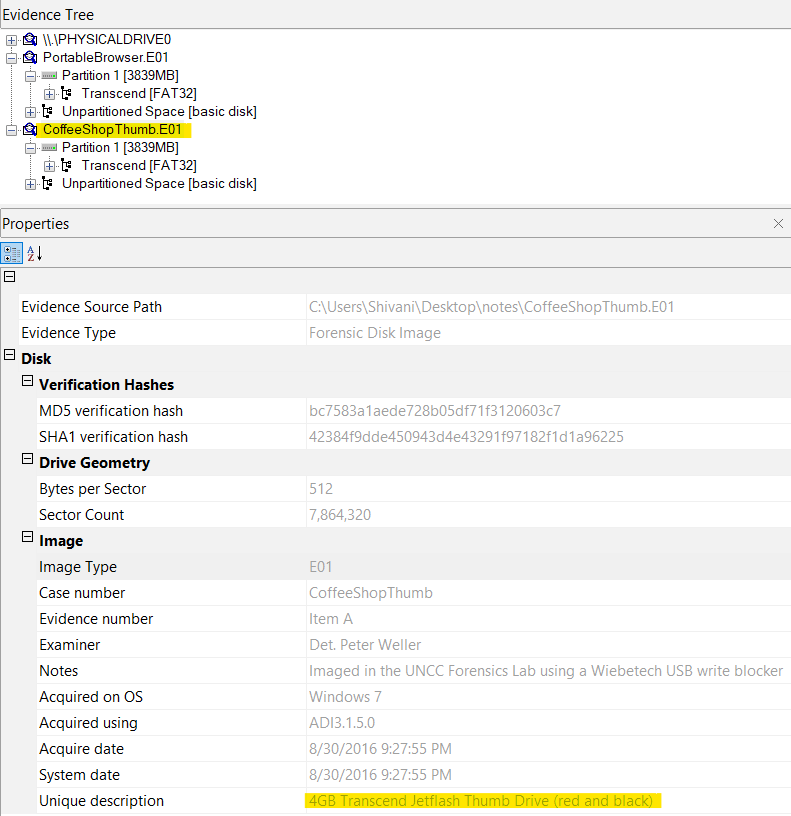 Evidence Tree
\\.\PHYSICALDRIVE0
PortableBrowser.E01
Partition 1 [3839MB]
Transcend [FAT32]
Unpartitioned Space [basic disk]
CoffeeShopThumb.E01
Partition 1 [3839MB]
Transcend [FAT32]
Unpartitioned Space [basic disk]
Properties
Evidence Source Path C:\Users\Shivani\Desktop\notes\CoffeeShopThumb.E01
Evidence Type Forensic Disk Image
Disk
Verification Hashes
MD5 verification hash bc7583a1aede728b05df71f3120603c7
SHA1 verification hash 42384f9dde450943d4e43291f97182f1d1a96225
Drive Geometry
Bytes per Sector 512
Sector Count 7,864,320
Image
Image Type E01
Case number CoffeeShopThumb
Evidence number Item A
Examiner Det. Peter Weller
Notes Imaged in the UNCC Forensics Lab using a Wiebetech USB write blocker
Acquired on OS Windows 7
Acquired using ADI3.1.5.0
Acquire date 8/30/2016 9:27:55 PM
System date 8/30/2016 9:27:55 PM
Unique description 4GB Transcend Jetflash Thumb Drive (red and black)